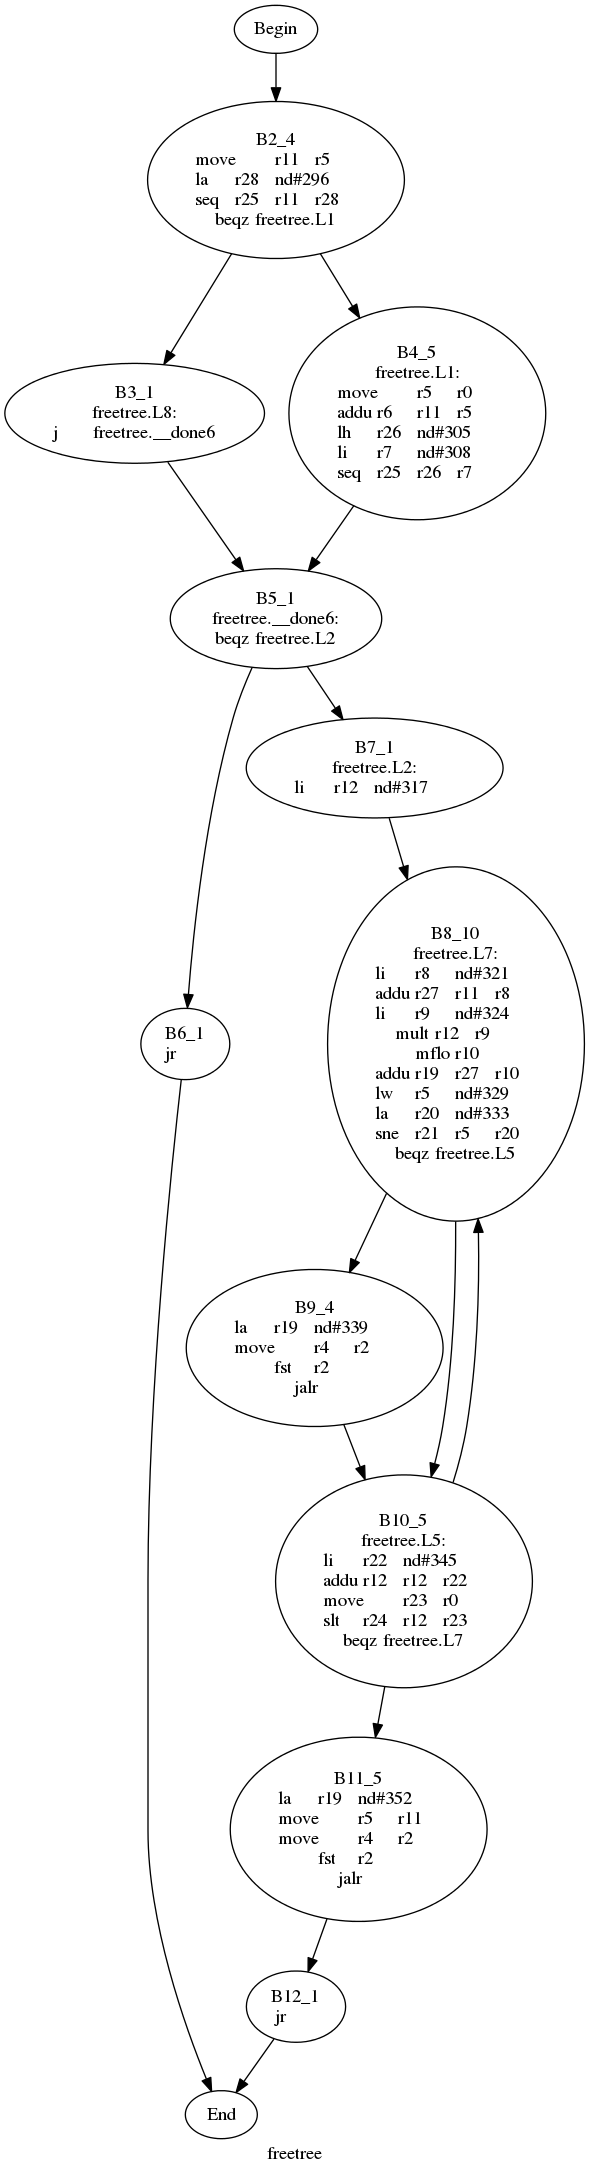 Begin
B2_4
move r11 r5
la r28 nd#296
seq r25 r11 r28
beqz freetree.L1
B3_1
freetree.L8:
j freetree.__done6
B4_5
freetree.L1:
move r5 r0
addu r6 r11 r5
lh r26 nd#305
li r7 nd#308
seq r25 r26 r7
B5_1
freetree.__done6:
beqz freetree.L2
B7_1
freetree.L2:
li r12 nd#317
B6_1
jr
B8_10
freetree.L7:
li r8 nd#321
addu r27 r11 r8
li r9 nd#324
mult r12 r9
mflo r10
addu r19 r27 r10
lw r5 nd#329
la r20 nd#333
sne r21 r5 r20
beqz freetree.L5
B9_4
la r19 nd#339
move r4 r2
fst r2
jalr
B10_5
freetree.L5:
li r22 nd#345
addu r12 r12 r22
move r23 r0
slt r24 r12 r23
beqz freetree.L7
B11_5
la r19 nd#352
move r5 r11
move r4 r2
fst r2
jalr
B12_1
jr
End
freetree